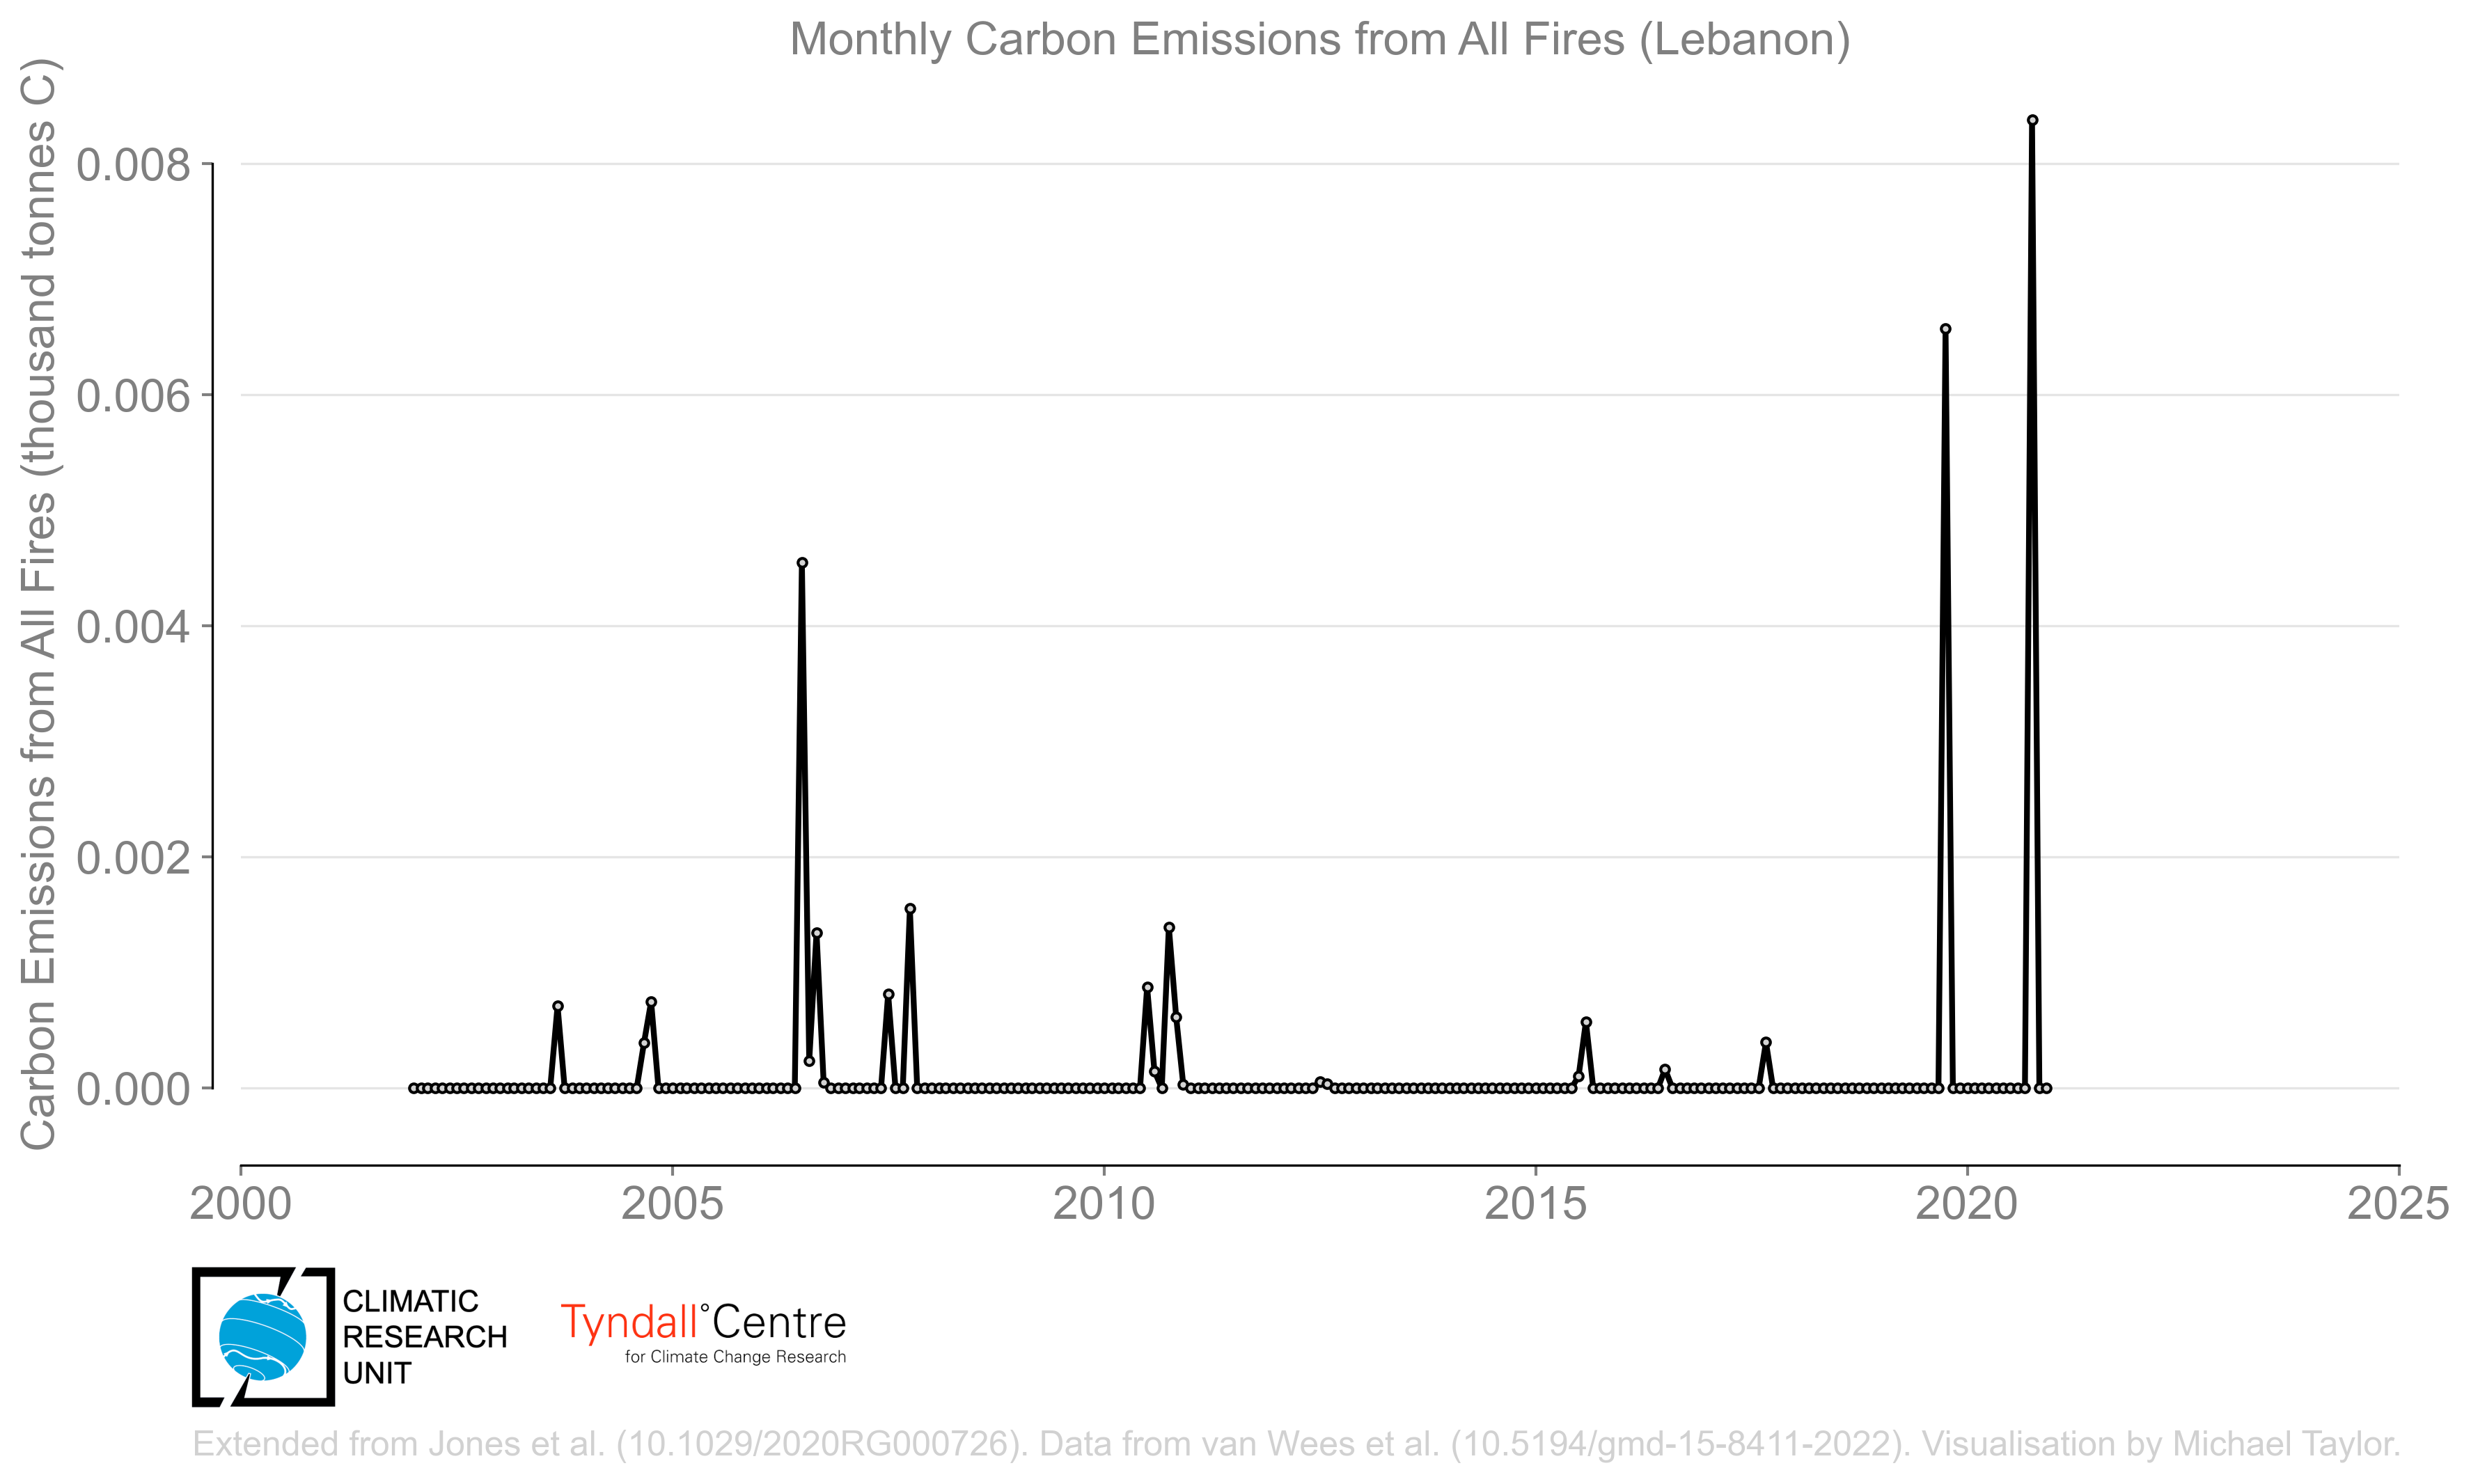 Monthly Carbon Emissions from All Fires (Lebanon)
Carbon Emissions from All Fires (thousand tonnes C)
0.008
0.006
0.004
0.002
0.000
2000 2005 2010 2015 2020 2025
CLIMATIC
RESEARCH
UNIT
Tyndall°Centre
for Climate Change Research
Extended from Jones et al. (10.1029/2020RG000726). Data from van Wees et al. (10.5194/gmd-15-8411-2022). Visualisation by Michael Taylor.